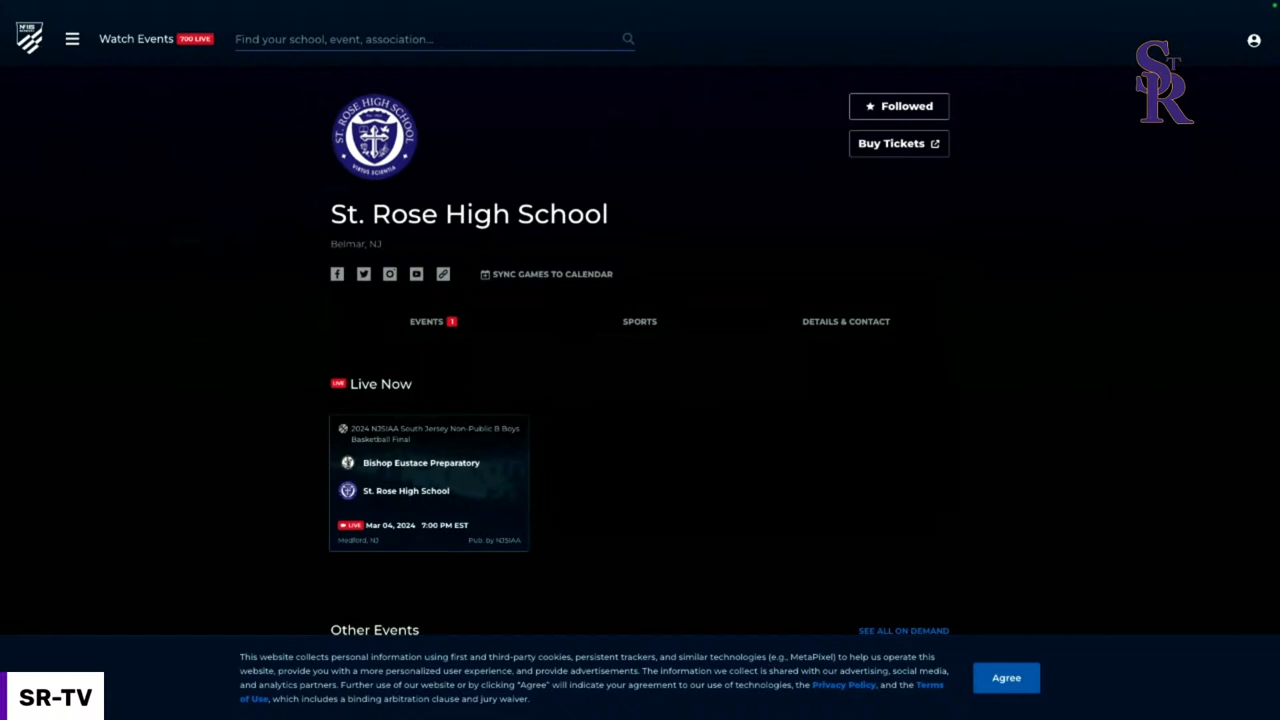 NFHS
Watch Events 700 LIVE
Find your school, event, association...
S T R
ST. ROSE HIGH SCHOOL
VIRTUS SCIENTIA
Followed
Buy Tickets
St. Rose High School
Belmar, NJ
SYNC GAMES TO CALENDAR
EVENTS 1
SPORTS
DETAILS & CONTACT
LIVE Live Now
2024 NJSIAA South Jersey Non-Public B Boys
Basketball Final
Bishop Eustace Preparatory
St. Rose High School
LIVE Mar 04, 2024 7:00 PM EST
Medford, NJ
Pub. by NJSIAA
Other Events
SEE ALL ON DEMAND
This website collects personal information using first and third-party cookies, persistent trackers, and similar technologies (e.g., MetaPixel) to help us operate this
website, provide you with a more personalized user experience, and provide advertisements. The information we collect is shared with our advertising, social media,
and analytics partners. Further use of our website or by clicking "Agree" will indicate your agreement to our use of technologies, the Privacy Policy, and the Terms
of Use, which includes a binding arbitration clause and jury waiver.
Agree
SR-TV